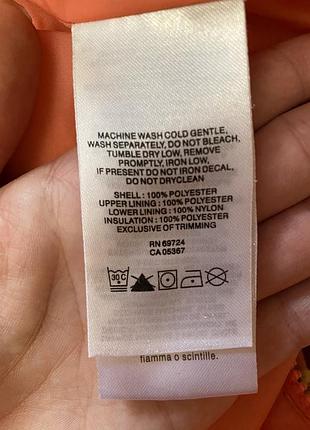 MACHINE WASH COLD GENTLE,
WASH SEPARATELY, DO NOT BLEACH,
TUMBLE DRY LOW, REMOVE
PROMPTLY, IRON LOW,
IF PRESENT DO NOT IRON DECAL,
DO NOT DRYCLEAN
SHELL : 100% POLYESTER
UPPER LINING : 100% POLYESTER
LOWER LINING : 100% NYLON
INSULATION : 100% POLYESTER
EXCLUSIVE OF TRIMMING
RN 69724
CA 05367
30 C
fiamma o scintille.